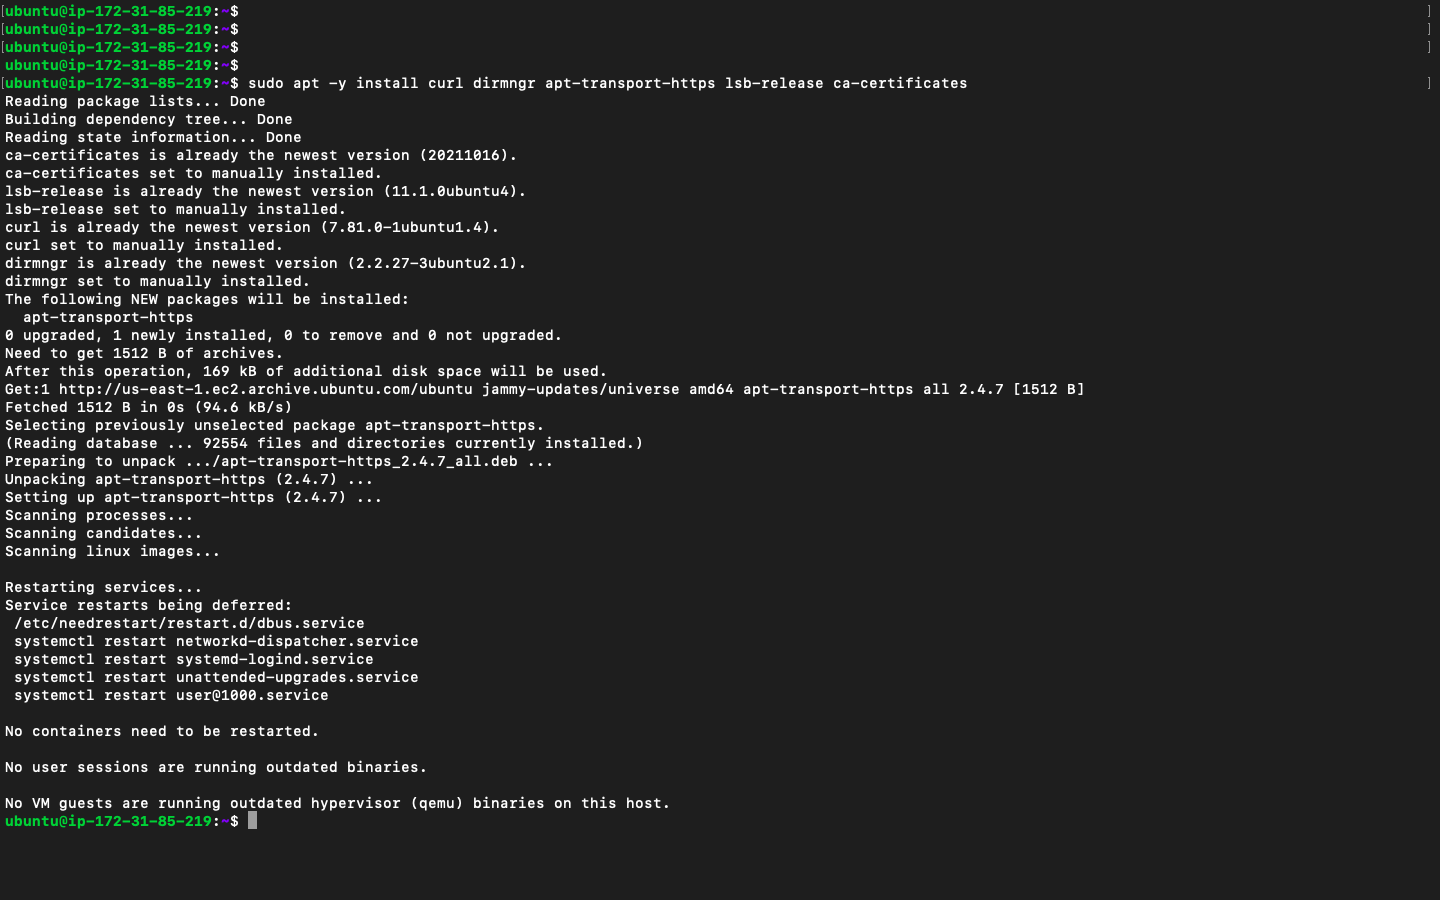 [ubuntu@ip-172-31-85-219:~$ ]
[ubuntu@ip-172-31-85-219:~$ ]
[ubuntu@ip-172-31-85-219:~$ ]
ubuntu@ip-172-31-85-219:~$
[ubuntu@ip-172-31-85-219:~$ sudo apt -y install curl dirmngr apt-transport-https lsb-release ca-certificates ]
Reading package lists... Done
Building dependency tree... Done
Reading state information... Done
ca-certificates is already the newest version (20211016).
ca-certificates set to manually installed.
lsb-release is already the newest version (11.1.0ubuntu4).
lsb-release set to manually installed.
curl is already the newest version (7.81.0-1ubuntu1.4).
curl set to manually installed.
dirmngr is already the newest version (2.2.27-3ubuntu2.1).
dirmngr set to manually installed.
The following NEW packages will be installed:
  apt-transport-https
0 upgraded, 1 newly installed, 0 to remove and 0 not upgraded.
Need to get 1512 B of archives.
After this operation, 169 kB of additional disk space will be used.
Get:1 http://us-east-1.ec2.archive.ubuntu.com/ubuntu jammy-updates/universe amd64 apt-transport-https all 2.4.7 [1512 B]
Fetched 1512 B in 0s (94.6 kB/s)
Selecting previously unselected package apt-transport-https.
(Reading database ... 92554 files and directories currently installed.)
Preparing to unpack .../apt-transport-https_2.4.7_all.deb ...
Unpacking apt-transport-https (2.4.7) ...
Setting up apt-transport-https (2.4.7) ...
Scanning processes...
Scanning candidates...
Scanning linux images...

Restarting services...
Service restarts being deferred:
 /etc/needrestart/restart.d/dbus.service
 systemctl restart networkd-dispatcher.service
 systemctl restart systemd-logind.service
 systemctl restart unattended-upgrades.service
 systemctl restart user@1000.service

No containers need to be restarted.

No user sessions are running outdated binaries.

No VM guests are running outdated hypervisor (qemu) binaries on this host.
ubuntu@ip-172-31-85-219:~$